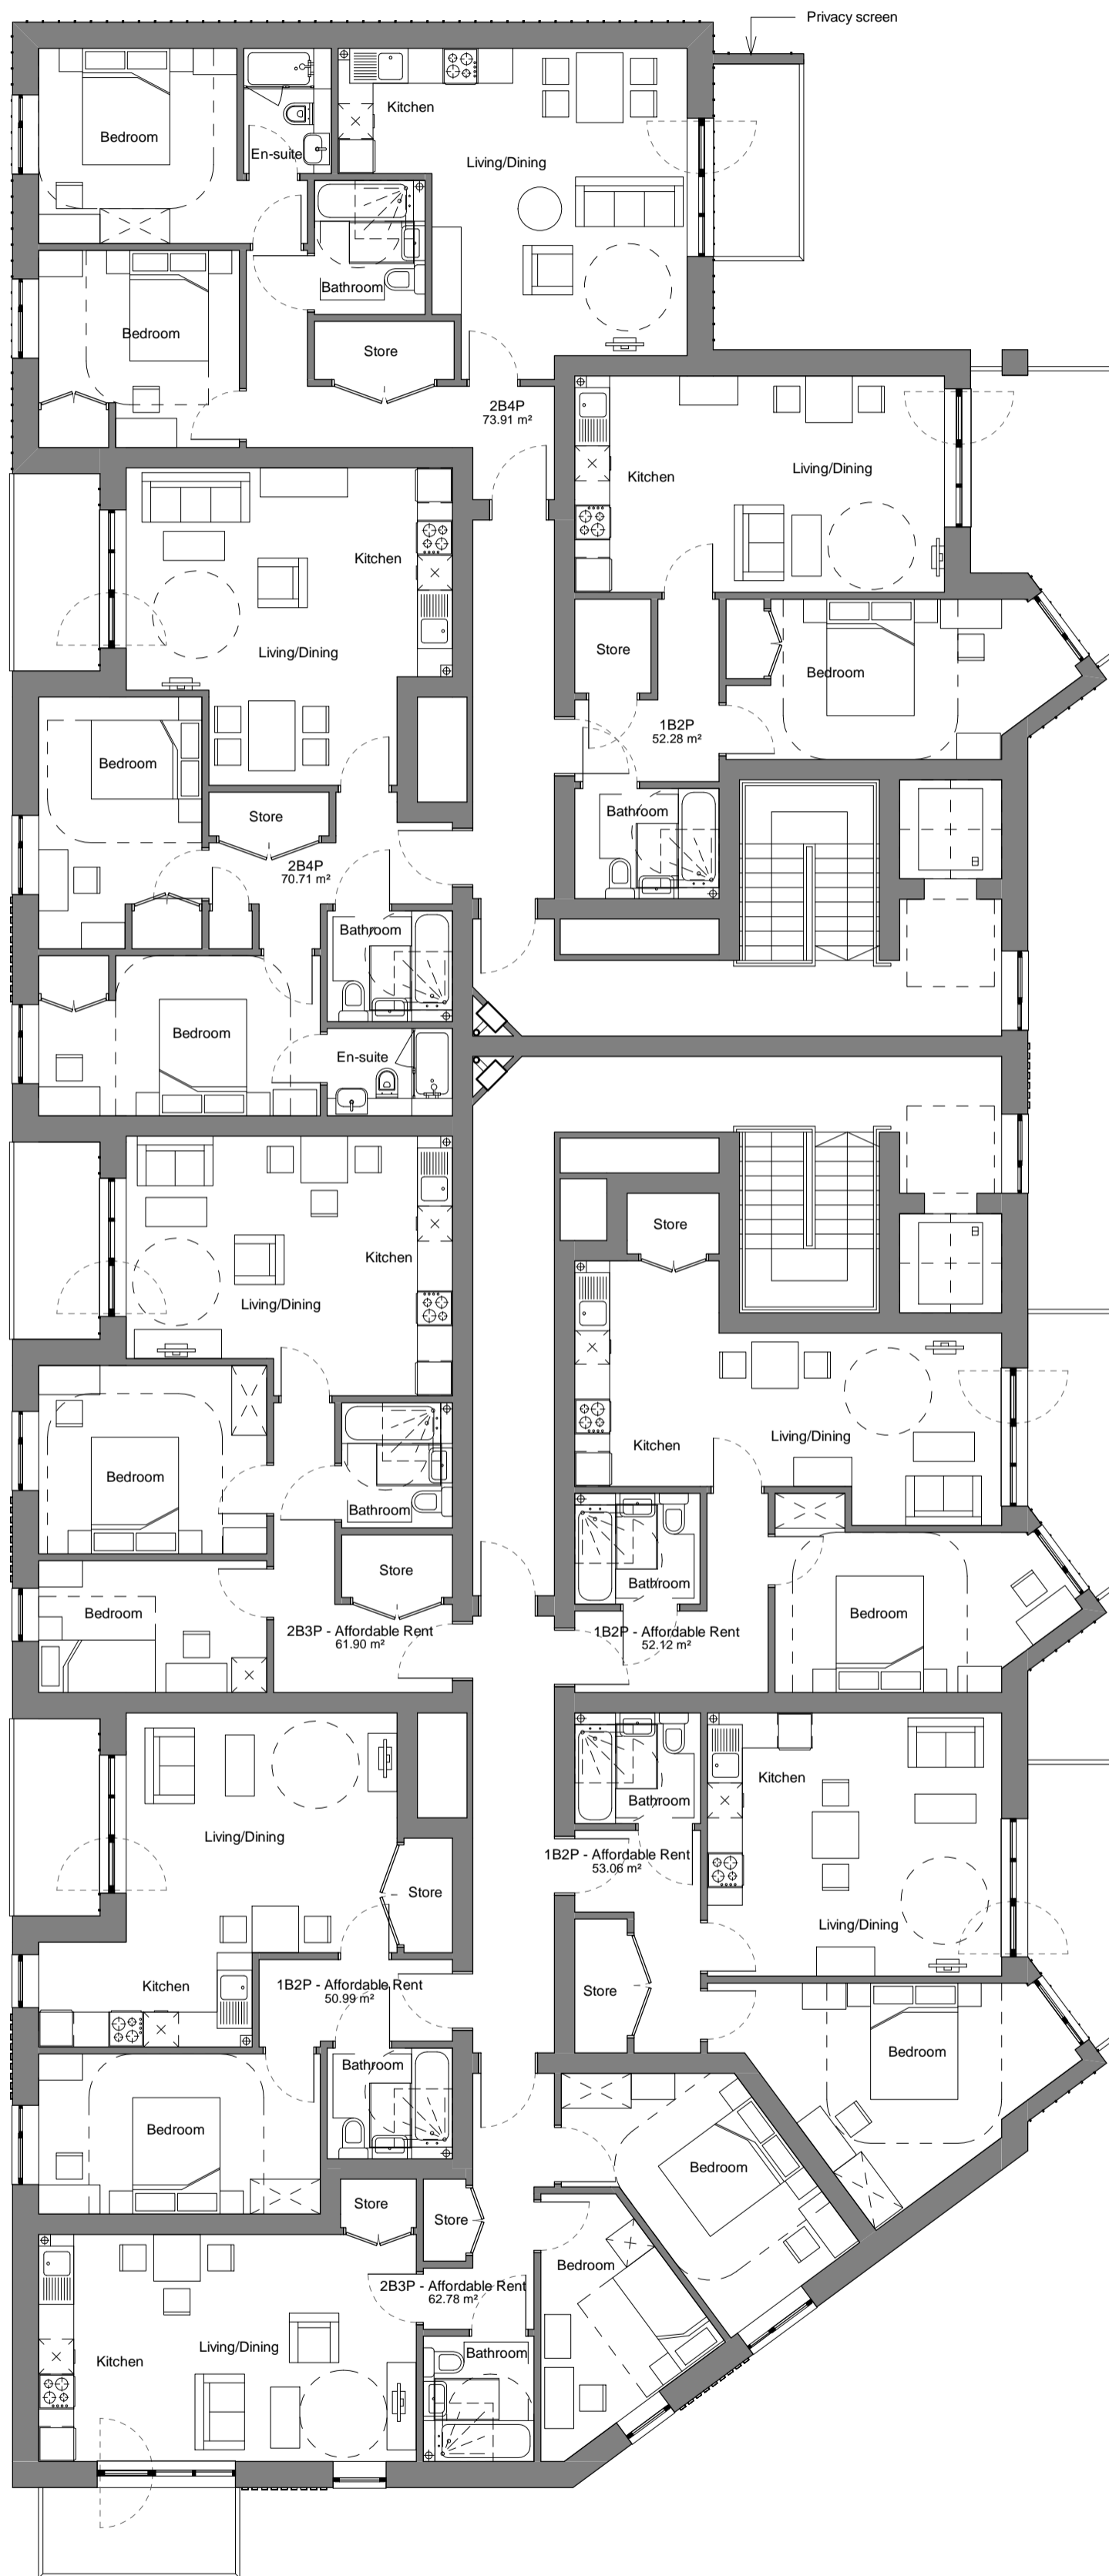 Privacy screen
Kitchen
Bedroom
En-suite
Living/Dining
Bathroom
Bedroom
Store
2B4P
73.91 m²
Kitchen
Living/Dining
Kitchen
Living/Dining
Store
Bedroom
1B2P
52.28 m²
Bedroom
Store
Bathroom
2B4P
70.71 m²
Bathroom
Bedroom
En-suite
Store
Kitchen
Living/Dining
Kitchen
Living/Dining
Bedroom
Bathroom
Store
Bathroom
Bedroom
Bedroom
2B3P - Affordable Rent
61.90 m²
1B2P - Affordable Rent
52.12 m²
Kitchen
Bathroom
Living/Dining
1B2P - Affordable Rent
53.06 m²
Store
Living/Dining
Kitchen
1B2P - Affordable Rent
50.99 m²
Store
Bedroom
Bathroom
Bedroom
Bedroom
Store
Store
Bedroom
2B3P - Affordable Rent
62.78 m²
Living/Dining
Kitchen
Bathroom